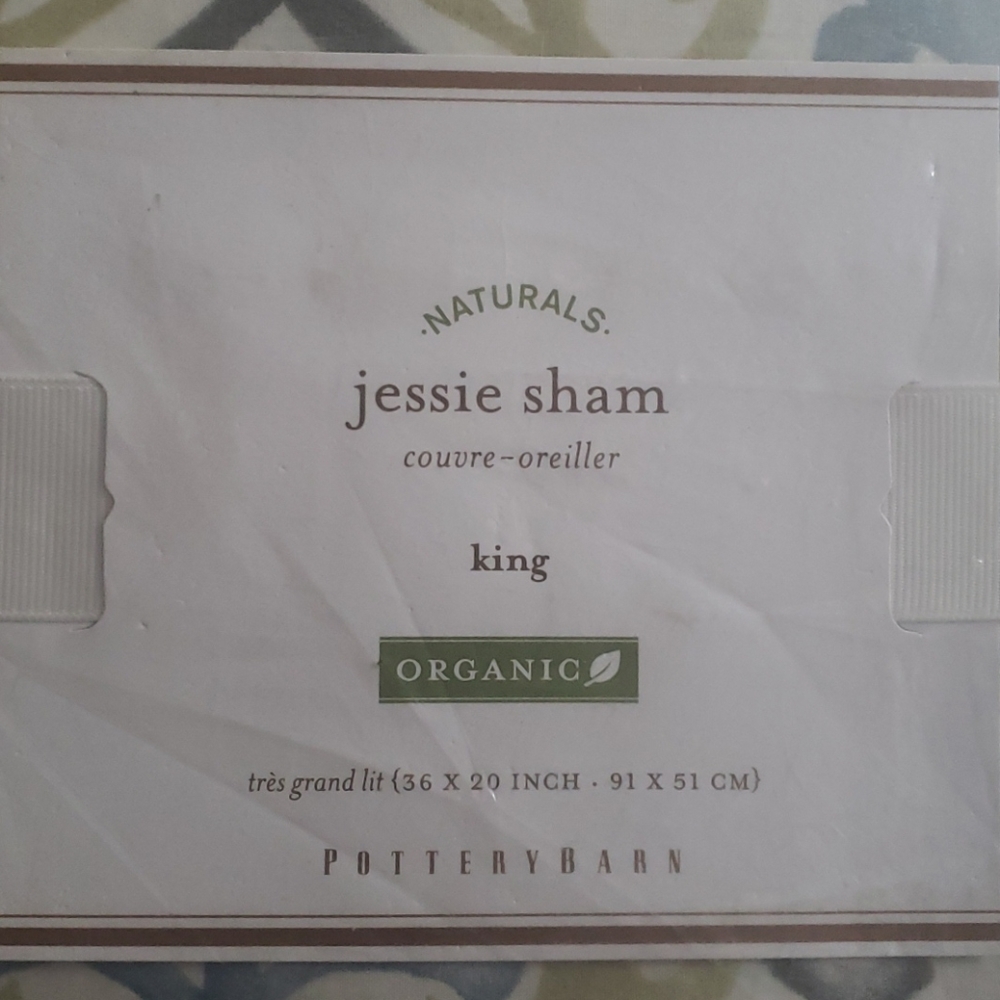 ·NATURALS·
jessie sham
couvre-oreiller
king
ORGANIC
très grand lit {36 X 20 INCH · 91 X 51 CM}
POTTERYBARN